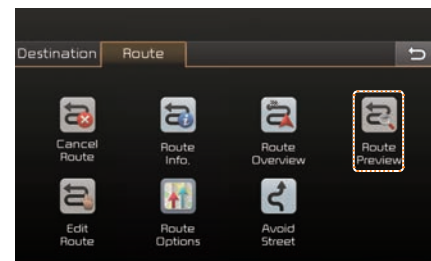 Destination
Route
Cancel
Route
Route
Info.
Route
Overview
Route
Preview
Edit
Route
Route
Options
Avoid
Street